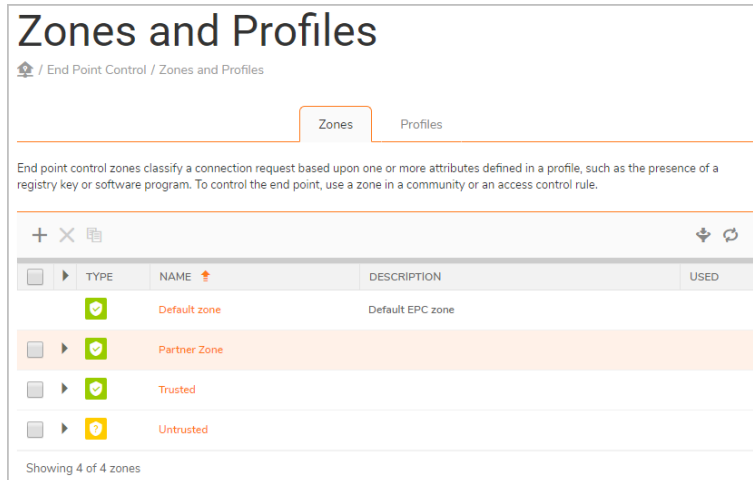 Zones and Profiles
/ End Point Control / Zones and Profiles
Zones Profiles
End point control zones classify a connection request based upon one or more attributes defined in a profile, such as the presence of a
registry key or software program. To control the end point, use a zone in a community or an access control rule.
TYPE NAME DESCRIPTION USED
Default zone Default EPC zone
Partner Zone
Trusted
Untrusted
Showing 4 of 4 zones